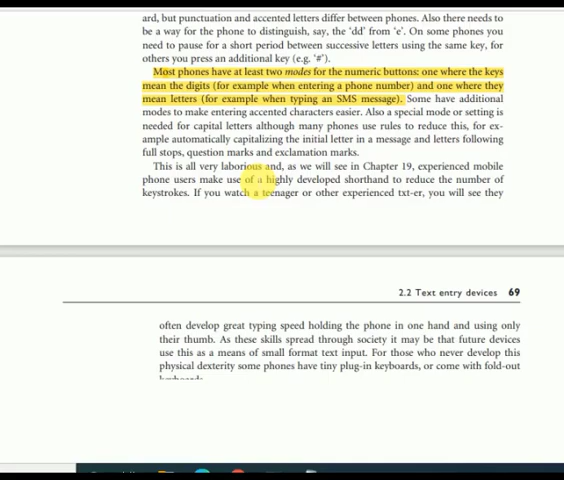 ard, but punctuation and accented letters differ between phones. Also there needs to
be a way for the phone to distinguish, say, the 'dd' from 'e'. On some phones you
need to pause for a short period between successive letters using the same key, for
others you press an additional key (e.g. '#').
Most phones have at least two modes for the numeric buttons: one where the keys
mean the digits (for example when entering a phone number) and one where they
mean letters (for example when typing an SMS message). Some have additional
modes to make entering accented characters easier. Also a special mode or setting is
needed for capital letters although many phones use rules to reduce this, for ex-
ample automatically capitalizing the initial letter in a message and letters following
full stops, question marks and exclamation marks.
This is all very laborious and, as we will see in Chapter 19, experienced mobile
phone users make use of a highly developed shorthand to reduce the number of
keystrokes. If you watch a teenager or other experienced txt-er, you will see they
2.2 Text entry devices 69
often develop great typing speed holding the phone in one hand and using only
their thumb. As these skills spread through society it may be that future devices
use this as a means of small format text input. For those who never develop this
physical dexterity some phones have tiny plug-in keyboards, or come with fold-out